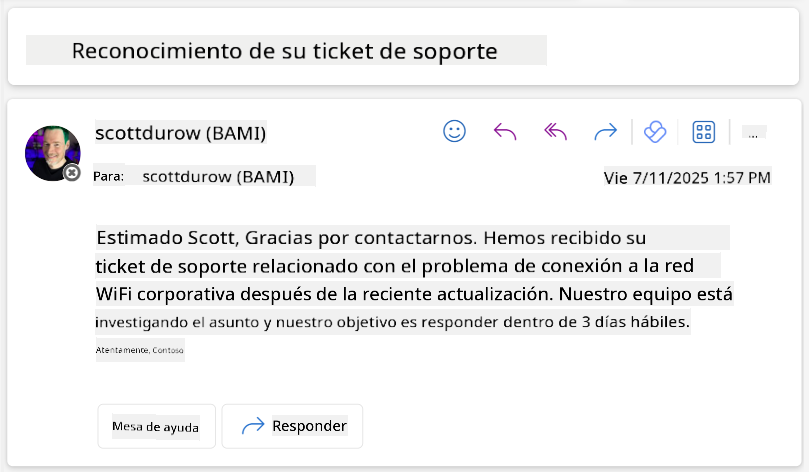 Reconocimiento de su ticket de soporte
scottdurow (BAMI)
...
Para: scottdurow (BAMI)
Vie 7/11/2025 1:57 PM
Estimado Scott, Gracias por contactarnos. Hemos recibido su
ticket de soporte relacionado con el problema de conexión a la red
WiFi corporativa después de la reciente actualización. Nuestro equipo está
investigando el asunto y nuestro objetivo es responder dentro de 3 días hábiles.
Atentamente, Contoso
Mesa de ayuda
Responder